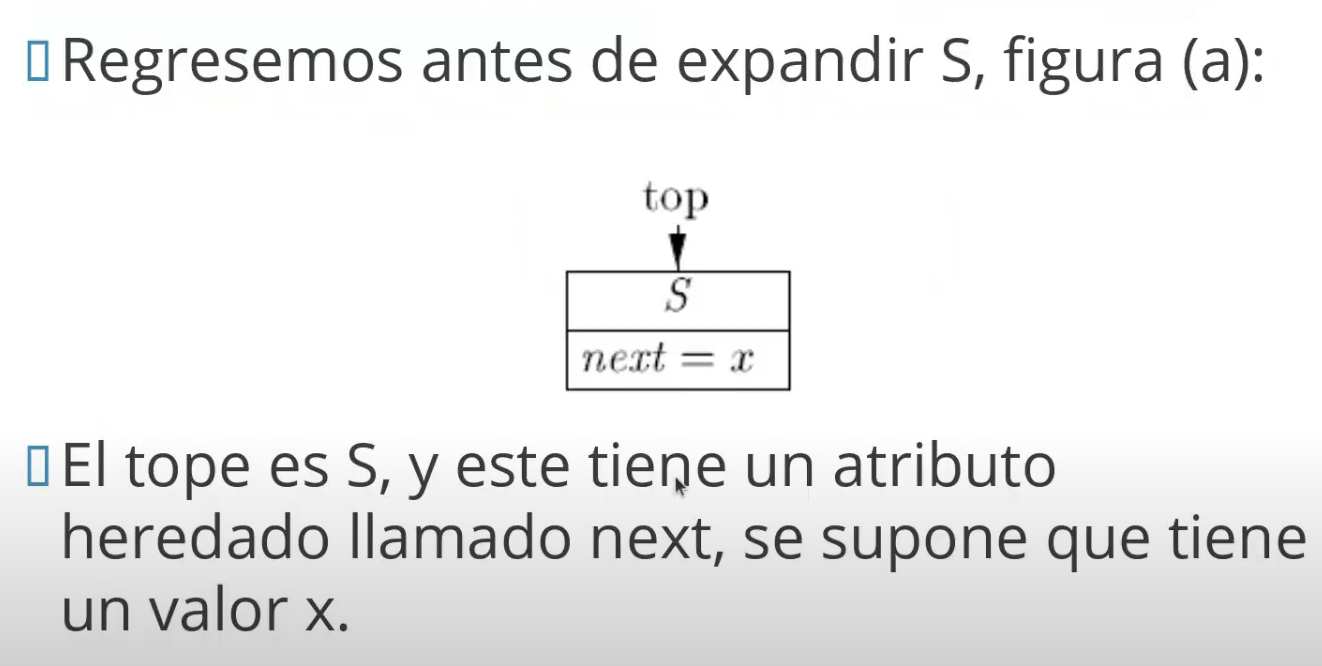 Regresemos antes de expandir S, figura (a):
top
S
next = x
El tope es S, y este tiene un atributo
heredado llamado next, se supone que tiene
un valor x.